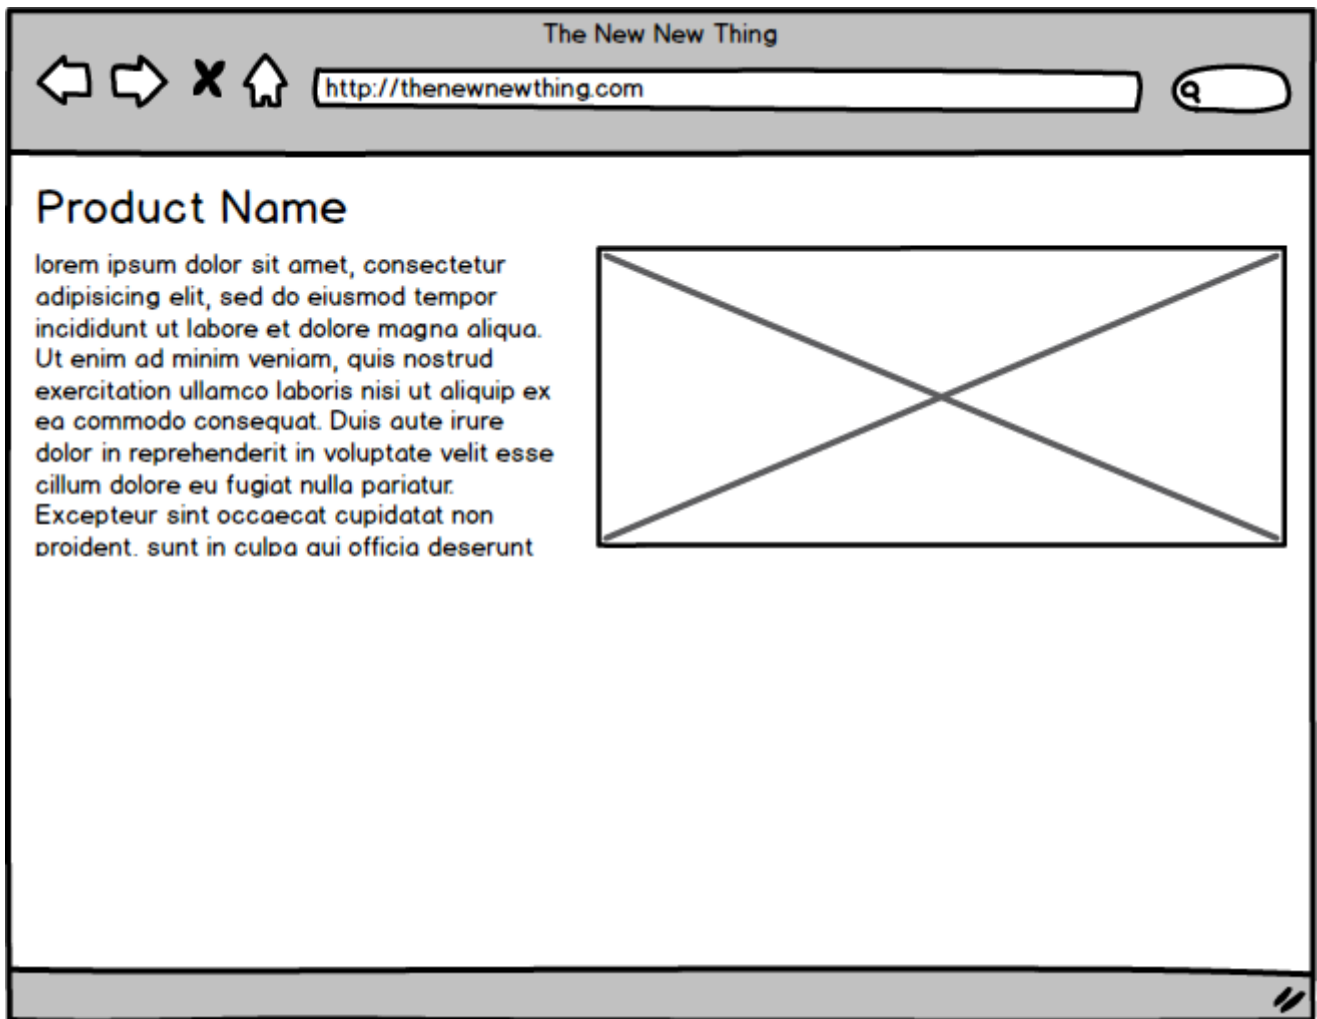 The New New Thing
http://thenewnewthing.com
Product Name
lorem ipsum dolor sit amet, consectetur
adipisicing elit, sed do eiusmod tempor
incididunt ut labore et dolore magna aliqua.
Ut enim ad minim veniam, quis nostrud
exercitation ullamco laboris nisi ut aliquip ex
ea commodo consequat. Duis aute irure
dolor in reprehenderit in voluptate velit esse
cillum dolore eu fugiat nulla pariatur.
Excepteur sint occaecat cupidatat non
proident, sunt in culpa qui officia deserunt